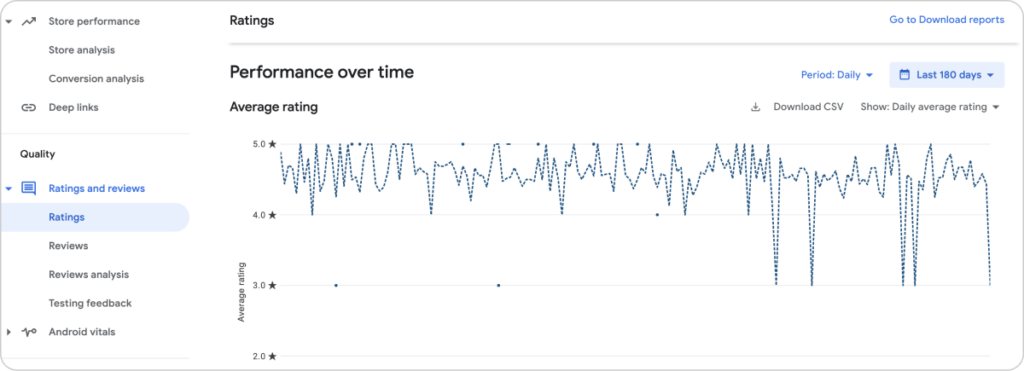 Store performance
Store analysis
Conversion analysis
Deep links
Quality
Ratings and reviews
Ratings
Reviews
Reviews analysis
Testing feedback
Android vitals
Ratings
Go to Download reports
Performance over time
Period: Daily
Last 180 days
Average rating
Download CSV
Show: Daily average rating
5.0 ★
4.0 ★
3.0 ★
2.0 ★
Average rating